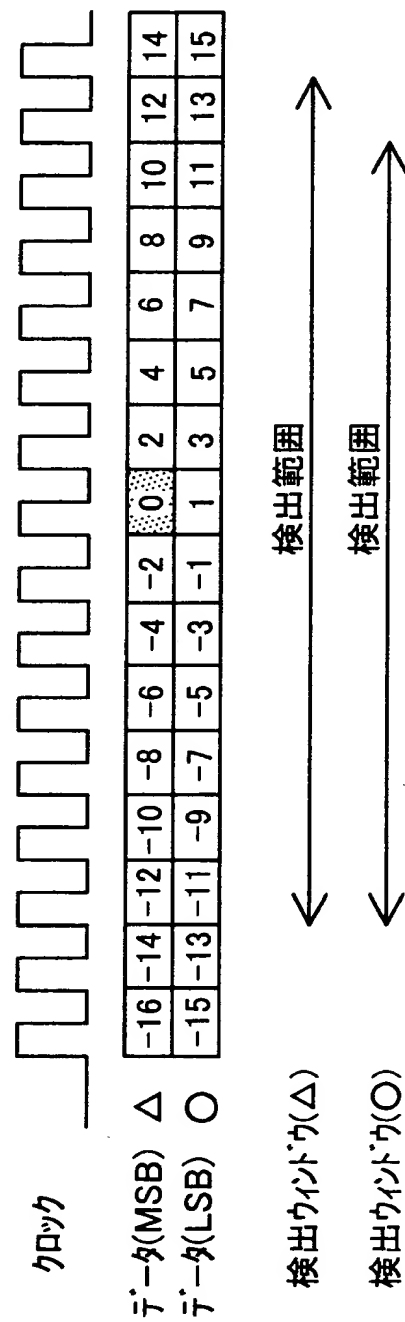 クロック
データ(MSB) △ -16 -14 -12 -10 -8 -6 -4 -2 0 2 4 6 8 10 12 14
データ(LSB) ○ -15 -13 -11 -9 -7 -5 -3 -1 1 3 5 7 9 11 13 15
検出ウィンドウ(△) 検出範囲
検出ウィンドウ(○) 検出範囲